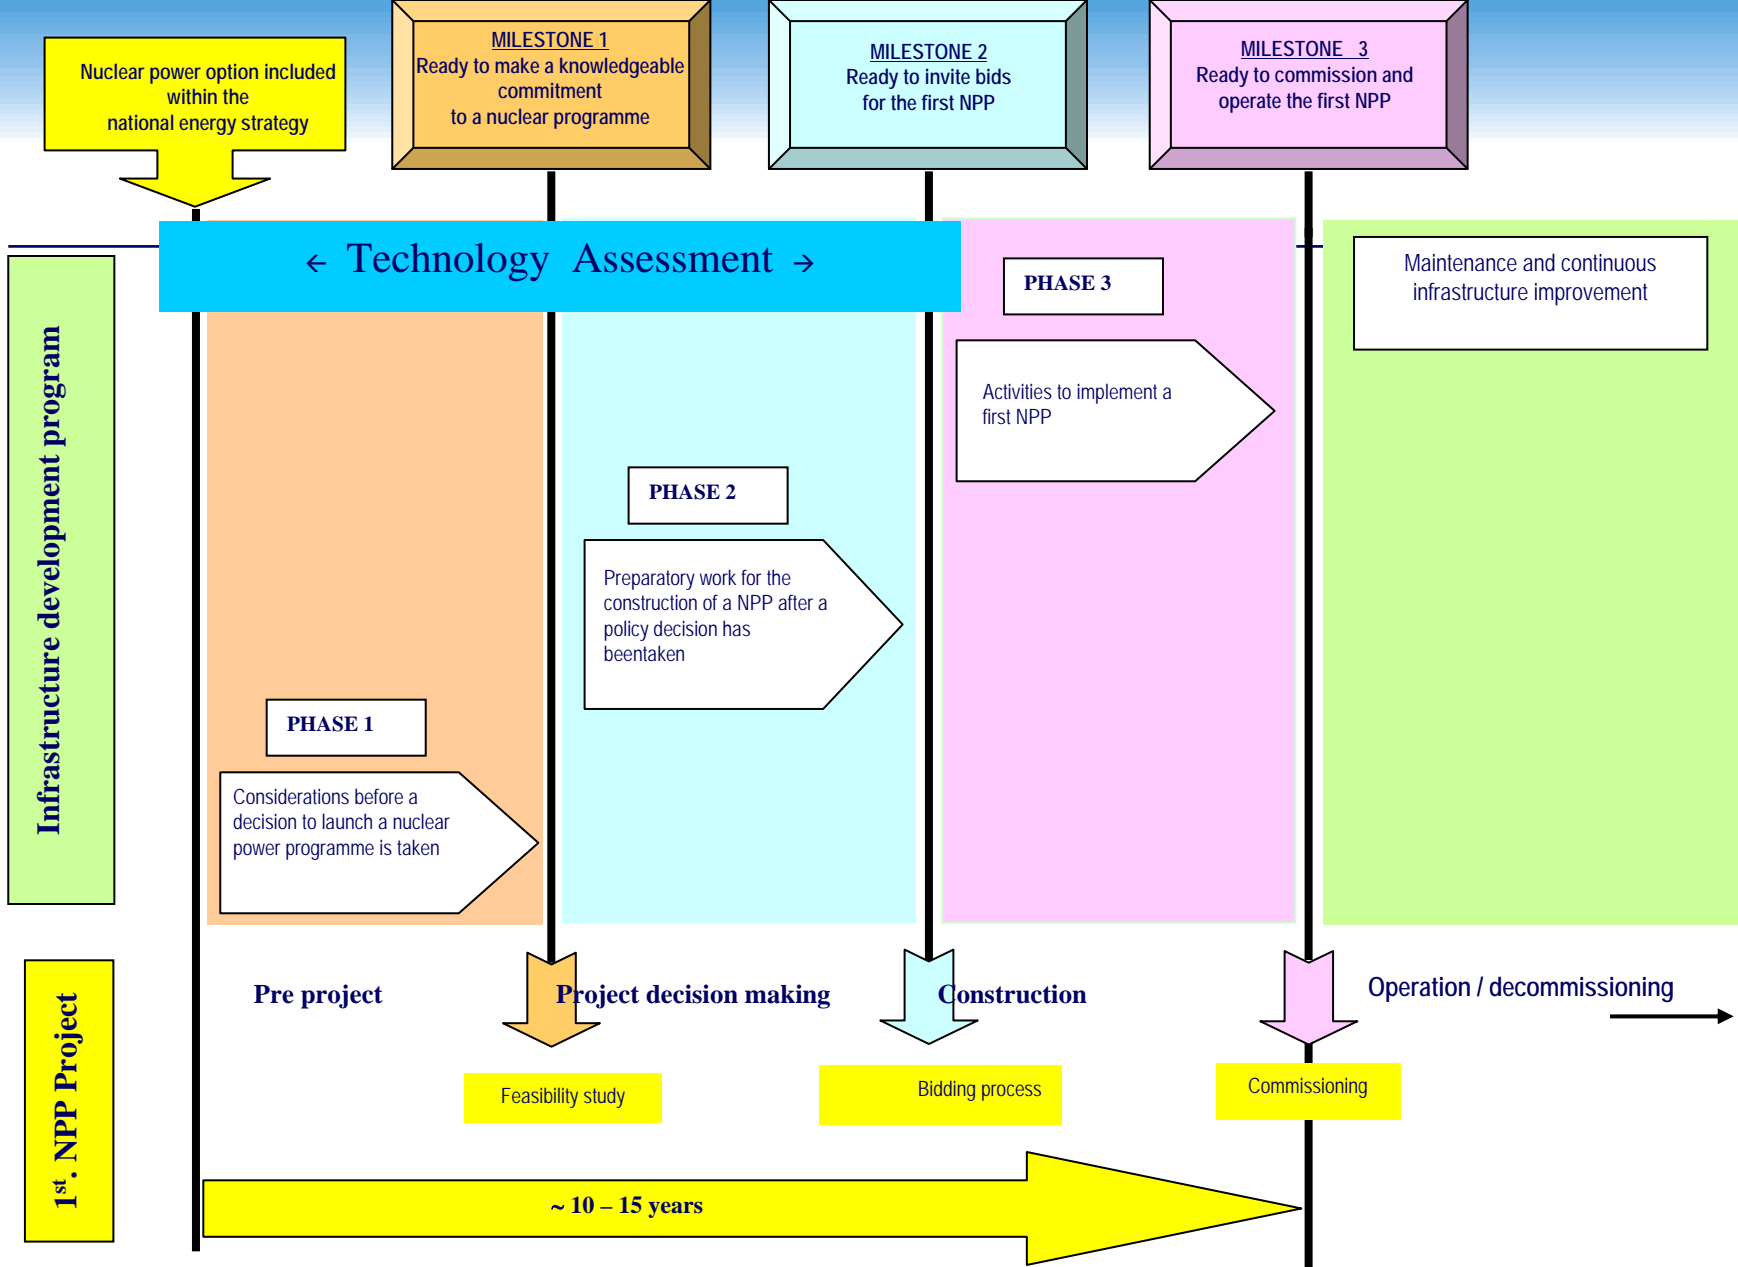 Nuclear power option included
within the
national energy strategy
MILESTONE 1
Ready to make a knowledgeable
commitment
to a nuclear programme
MILESTONE 2
Ready to invite bids
for the first NPP
MILESTONE 3
Ready to commission and
operate the first NPP
← Technology Assessment →
Infrastructure development program
PHASE 1
Considerations before a
decision to launch a nuclear
power programme is taken
PHASE 2
Preparatory work for the
construction of a NPP after a
policy decision has
beentaken
PHASE 3
Activities to implement a
first NPP
Maintenance and continuous
infrastructure improvement
1st. NPP Project
Pre project
Project decision making
Construction
Operation / decommissioning
Feasibility study
Bidding process
Commissioning
~ 10 – 15 years